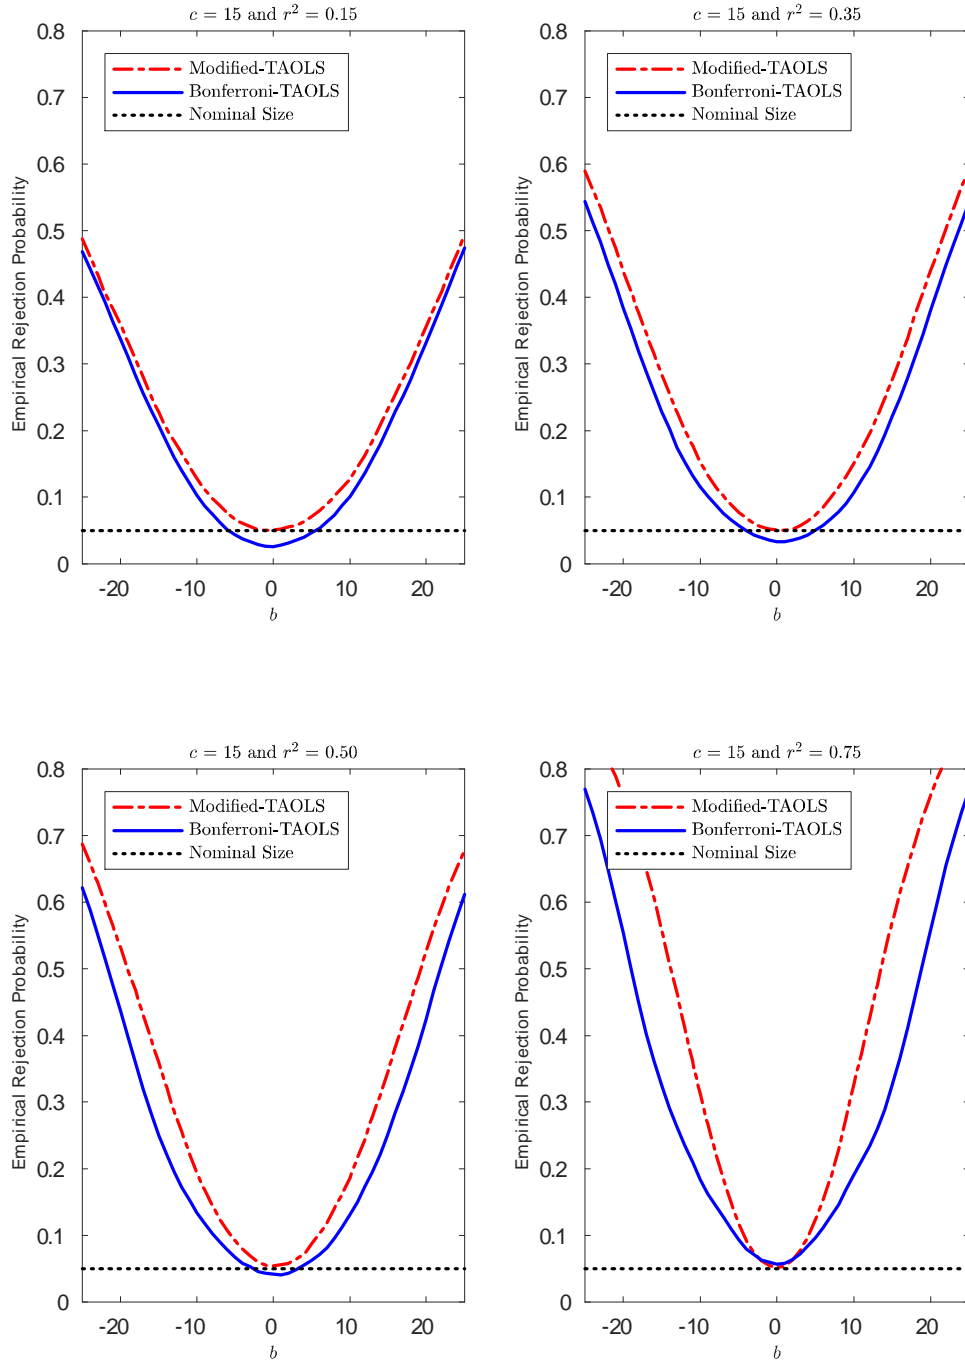 c = 15 and r² = 0.15
0.8
0.7
0.6
0.5
0.4
0.3
0.2
0.1
0
Empirical Rejection Probability
Modified-TAOLS
Bonferroni-TAOLS
Nominal Size
-20 -10 0 10 20
b
c = 15 and r² = 0.35
0.8
0.7
0.6
0.5
0.4
0.3
0.2
0.1
0
Empirical Rejection Probability
Modified-TAOLS
Bonferroni-TAOLS
Nominal Size
-20 -10 0 10 20
b
c = 15 and r² = 0.50
0.8
0.7
0.6
0.5
0.4
0.3
0.2
0.1
0
Empirical Rejection Probability
Modified-TAOLS
Bonferroni-TAOLS
Nominal Size
-20 -10 0 10 20
b
c = 15 and r² = 0.75
0.8
0.7
0.6
0.5
0.4
0.3
0.2
0.1
0
Empirical Rejection Probability
Modified-TAOLS
Bonferroni-TAOLS
Nominal Size
-20 -10 0 10 20
b